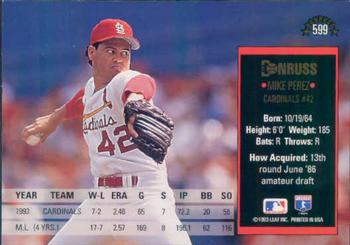 599
DONRUSS
MIKE PEREZ
CARDINALS #42
Born: 10/19/64
Height: 6'0" Weight: 185
Bats: R Throws: R
How Acquired: 13th
round June '86
amateur draft
©1993 LEAF, INC. PRINTED IN USA
Cardinals
42
YEAR TEAM W-L ERA G S IP BB SO
1993 CARDINALS 7-2 2.48 65 7 72.2 20 58
M.L. (4 YRS.) 17-7 2.57 169 8 195.1 62 116